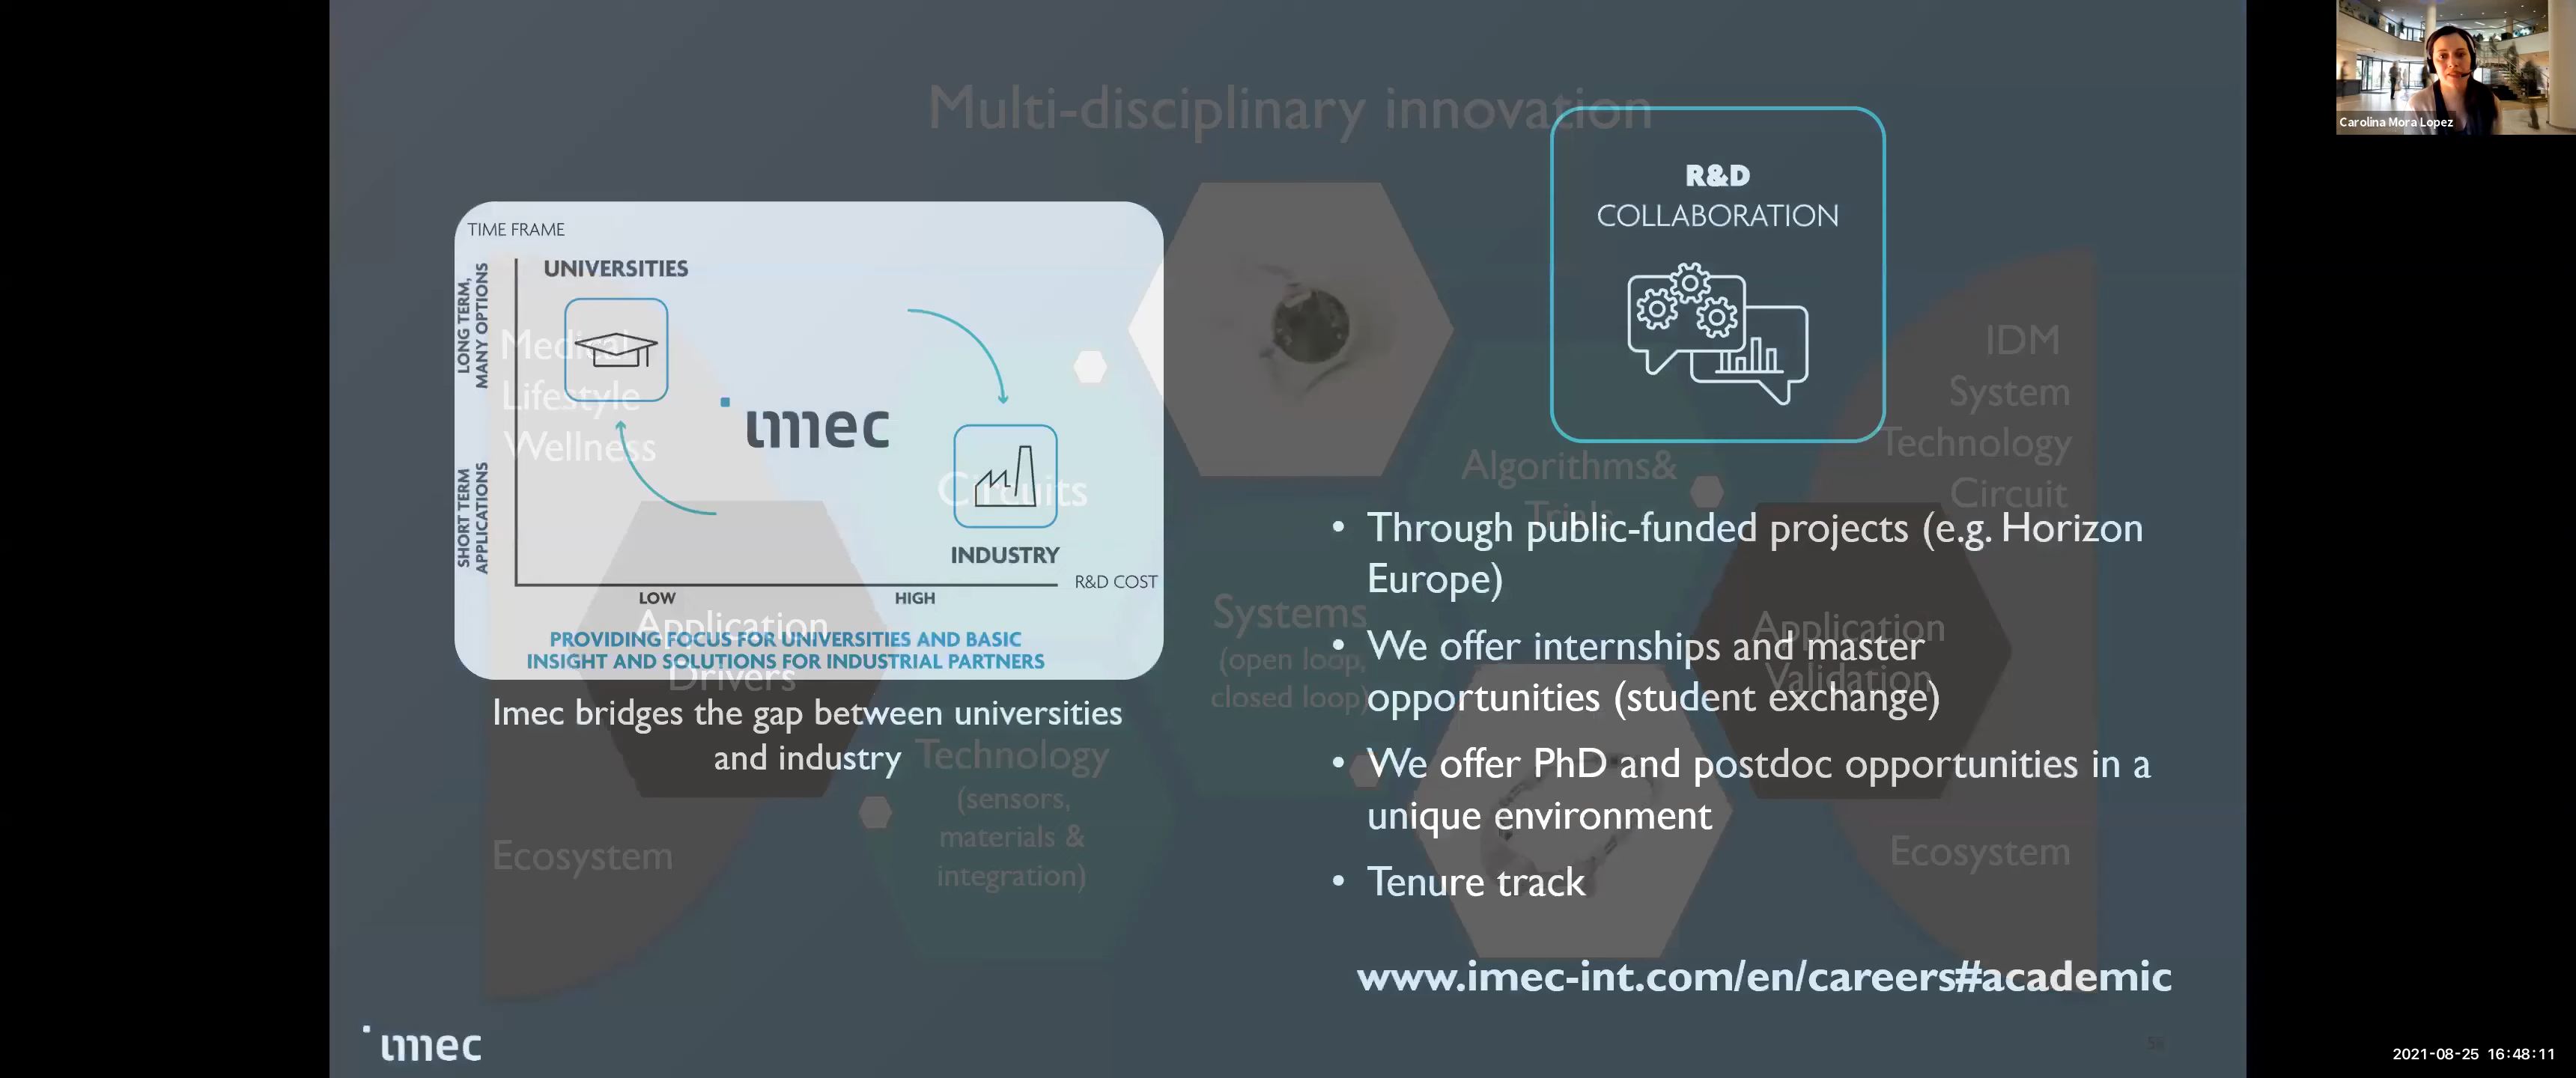 Multi-disciplinary innovation
TIME FRAME
UNIVERSITIES
LONG TERM,
MANY OPTIONS
SHORT TERM
APPLICATIONS
imec
INDUSTRY
R&D COST
LOW
HIGH
PROVIDING FOCUS FOR UNIVERSITIES AND BASIC
INSIGHT AND SOLUTIONS FOR INDUSTRIAL PARTNERS
Imec bridges the gap between universities
and industry
Medical
Lifestyle
Wellness
Application
Drivers
Ecosystem
Circuits
Technology
(sensors,
materials &
integration)
Systems
(open loop,
closed loop)
Algorithms&
Trials
IDM
System
Technology
Circuit
Application
Validation
Ecosystem
R&D
COLLABORATION
• Through public-funded projects (e.g. Horizon
Europe)
• We offer internships and master
opportunities (student exchange)
• We offer PhD and postdoc opportunities in a
unique environment
• Tenure track
www.imec-int.com/en/careers#academic
imec
Carolina Mora Lopez
2021-08-25 16:48:11